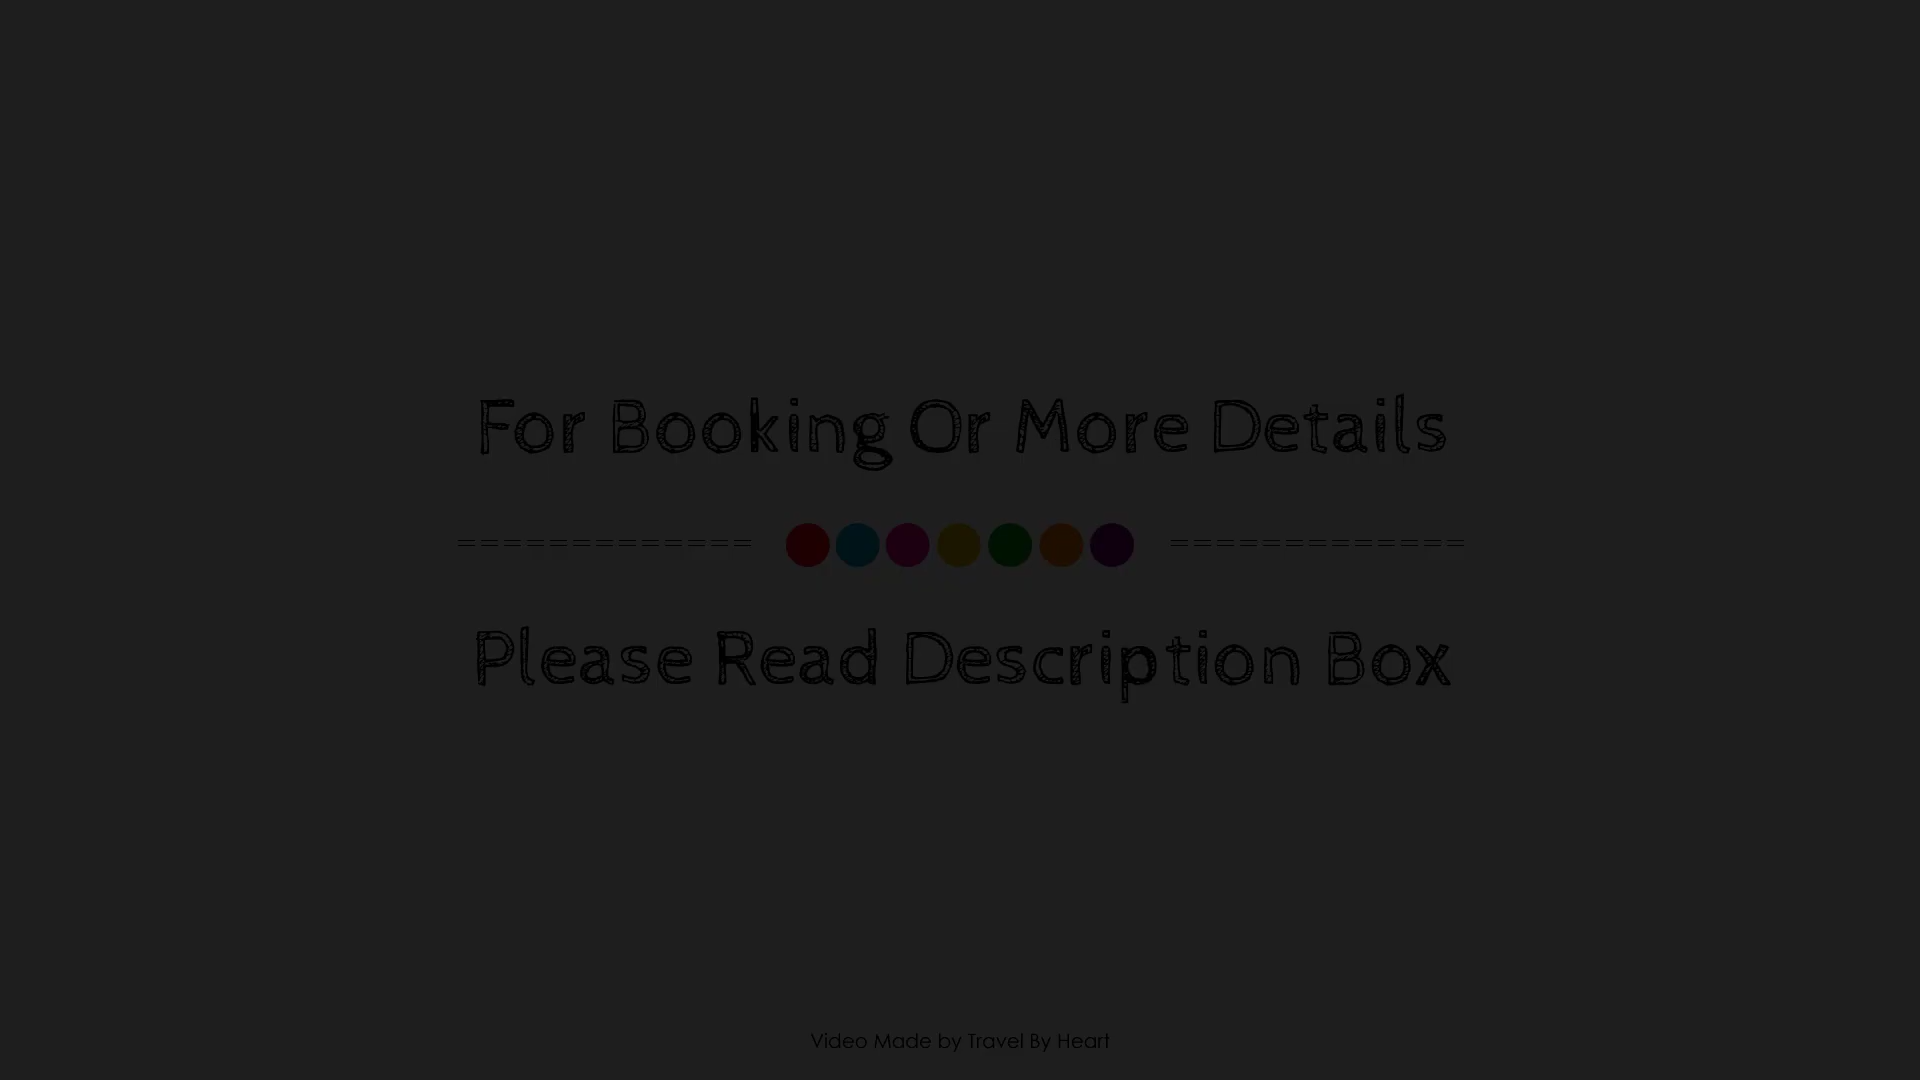 For Booking Or More Details
============= =============
Please Read Description Box
Video Made by Travel By Heart